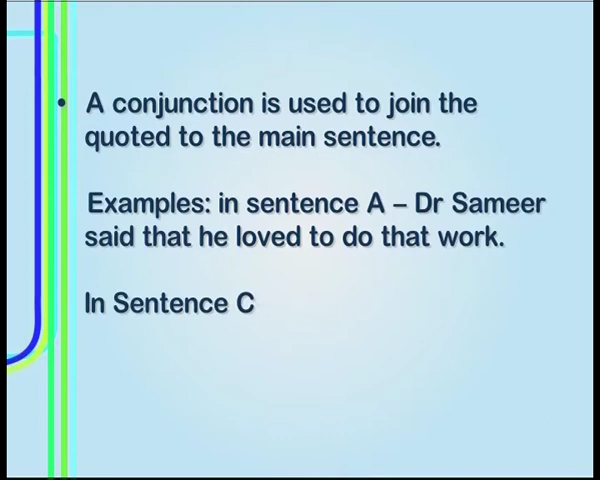 • A conjunction is used to join the
quoted to the main sentence.
Examples: in sentence A – Dr Sameer
said that he loved to do that work.
In Sentence C